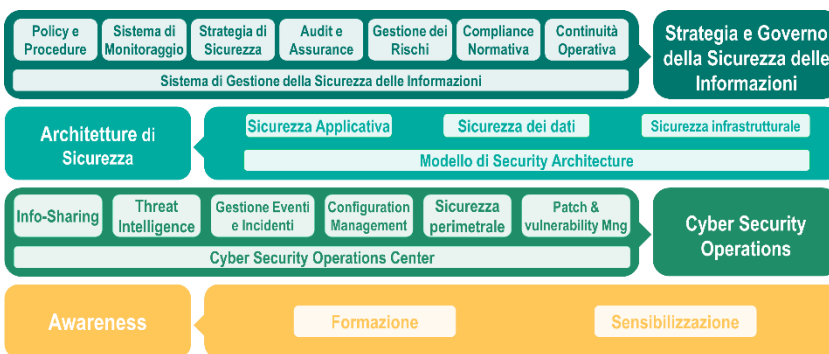 Policy e
Procedure
Sistema di
Monitoraggio
Strategia di
Sicurezza
Audit e
Assurance
Gestione dei
Rischi
Compliance
Normativa
Continuità
Operativa
Sistema di Gestione della Sicurezza delle Informazioni
Strategia e Governo
della Sicurezza delle
Informazioni
Architetture di
Sicurezza
Sicurezza Applicativa
Sicurezza dei dati
Sicurezza infrastrutturale
Modello di Security Architecture
Info-Sharing
Threat
Intelligence
Gestione Eventi
e Incidenti
Configuration
Management
Sicurezza
perimetrale
Patch &
vulnerability Mng
Cyber Security Operations Center
Cyber Security
Operations
Awareness
Formazione
Sensibilizzazione